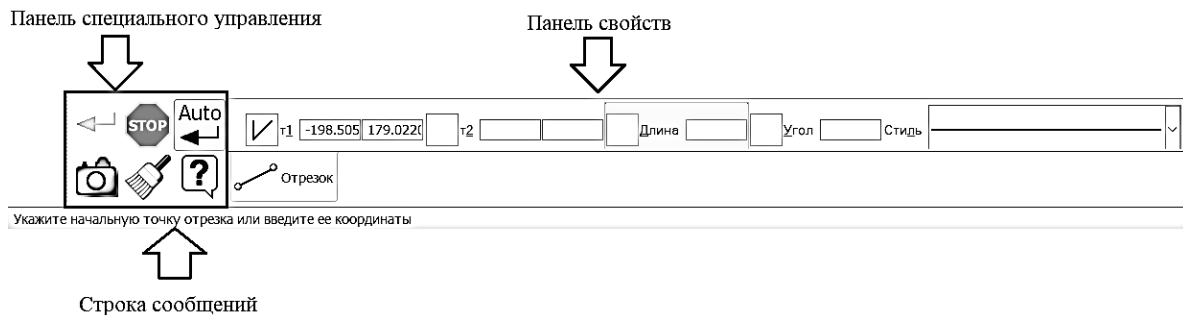 Панель специального управления
Панель свойств
STOP Auto
т1 -198.505 179.022( т2 Длина Угол Стиль
?
Отрезок
Укажите начальную точку отрезка или введите ее координаты
Строка сообщений